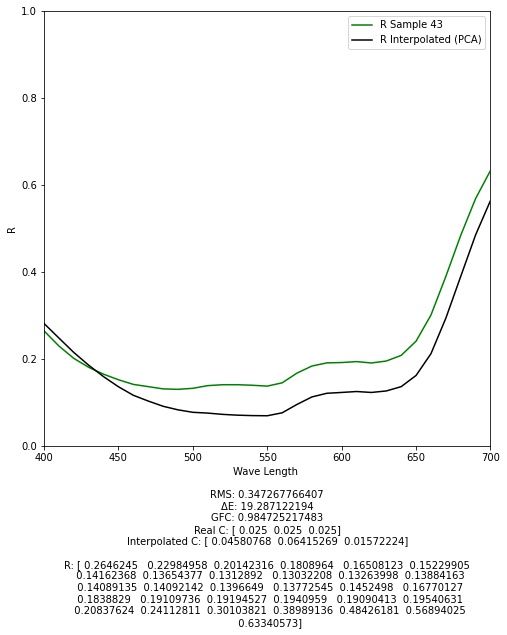 1.0
0.8
0.6
0.4
0.2
0.0
R
R Sample 43
R Interpolated (PCA)
400 450 500 550 600 650 700
Wave Length
RMS: 0.347267766407
ΔE: 19.287122194
GFC: 0.984725217483
Real C: [ 0.025 0.025 0.025]
Interpolated C: [ 0.04580768 0.06415269 0.01572224]
R: [ 0.2646245 0.22984958 0.20142316 0.1808964 0.16508123 0.15229905
0.14162368 0.13654377 0.1312892 0.13032208 0.13263998 0.13884163
0.14089135 0.14092142 0.1396649 0.13772545 0.1452498 0.16770127
0.1838829 0.19109736 0.19194527 0.1940959 0.19090413 0.19540631
0.20837624 0.24112811 0.30103821 0.38989136 0.48426181 0.56894025
0.63340573]